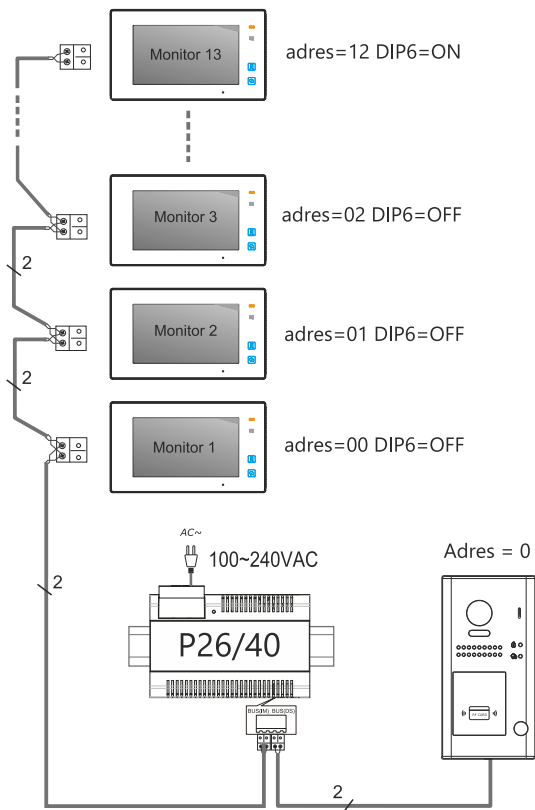 Monitor 13
adres=12 DIP6=ON
Monitor 3
adres=02 DIP6=OFF
2
Monitor 2
adres=01 DIP6=OFF
2
Monitor 1
adres=00 DIP6=OFF
AC~
100~240VAC
Adres = 0
2
P26/40
BUS(IM) BUS(DS)
2